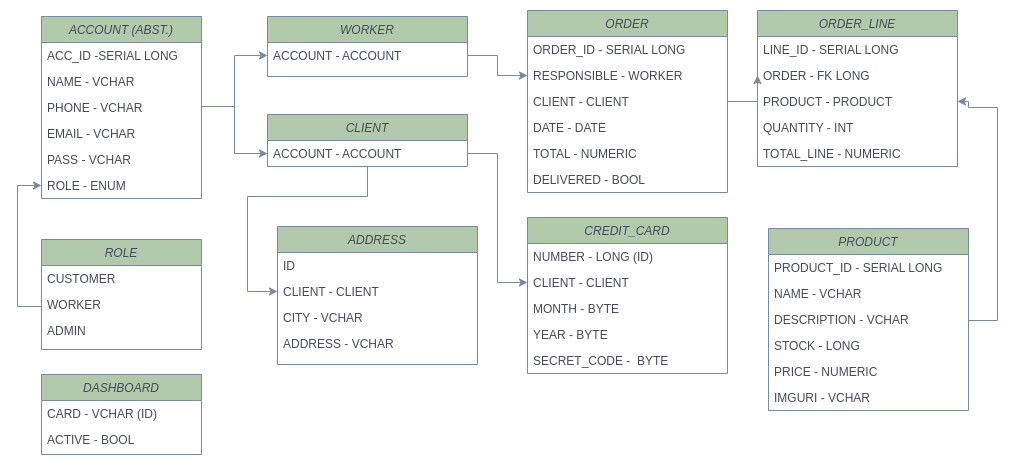 ACCOUNT (ABST.)
ACC_ID -SERIAL LONG
NAME - VCHAR
PHONE - VCHAR
EMAIL - VCHAR
PASS - VCHAR
ROLE - ENUM
WORKER
ACCOUNT - ACCOUNT
CLIENT
ACCOUNT - ACCOUNT
ORDER
ORDER_ID - SERIAL LONG
RESPONSIBLE - WORKER
CLIENT - CLIENT
DATE - DATE
TOTAL - NUMERIC
DELIVERED - BOOL
ORDER_LINE
LINE_ID - SERIAL LONG
ORDER - FK LONG
PRODUCT - PRODUCT
QUANTITY - INT
TOTAL_LINE - NUMERIC
ROLE
CUSTOMER
WORKER
ADMIN
ADDRESS
ID
CLIENT - CLIENT
CITY - VCHAR
ADDRESS - VCHAR
CREDIT_CARD
NUMBER - LONG (ID)
CLIENT - CLIENT
MONTH - BYTE
YEAR - BYTE
SECRET_CODE -  BYTE
PRODUCT
PRODUCT_ID - SERIAL LONG
NAME - VCHAR
DESCRIPTION - VCHAR
STOCK - LONG
PRICE - NUMERIC
IMGURI - VCHAR
DASHBOARD
CARD - VCHAR (ID)
ACTIVE - BOOL